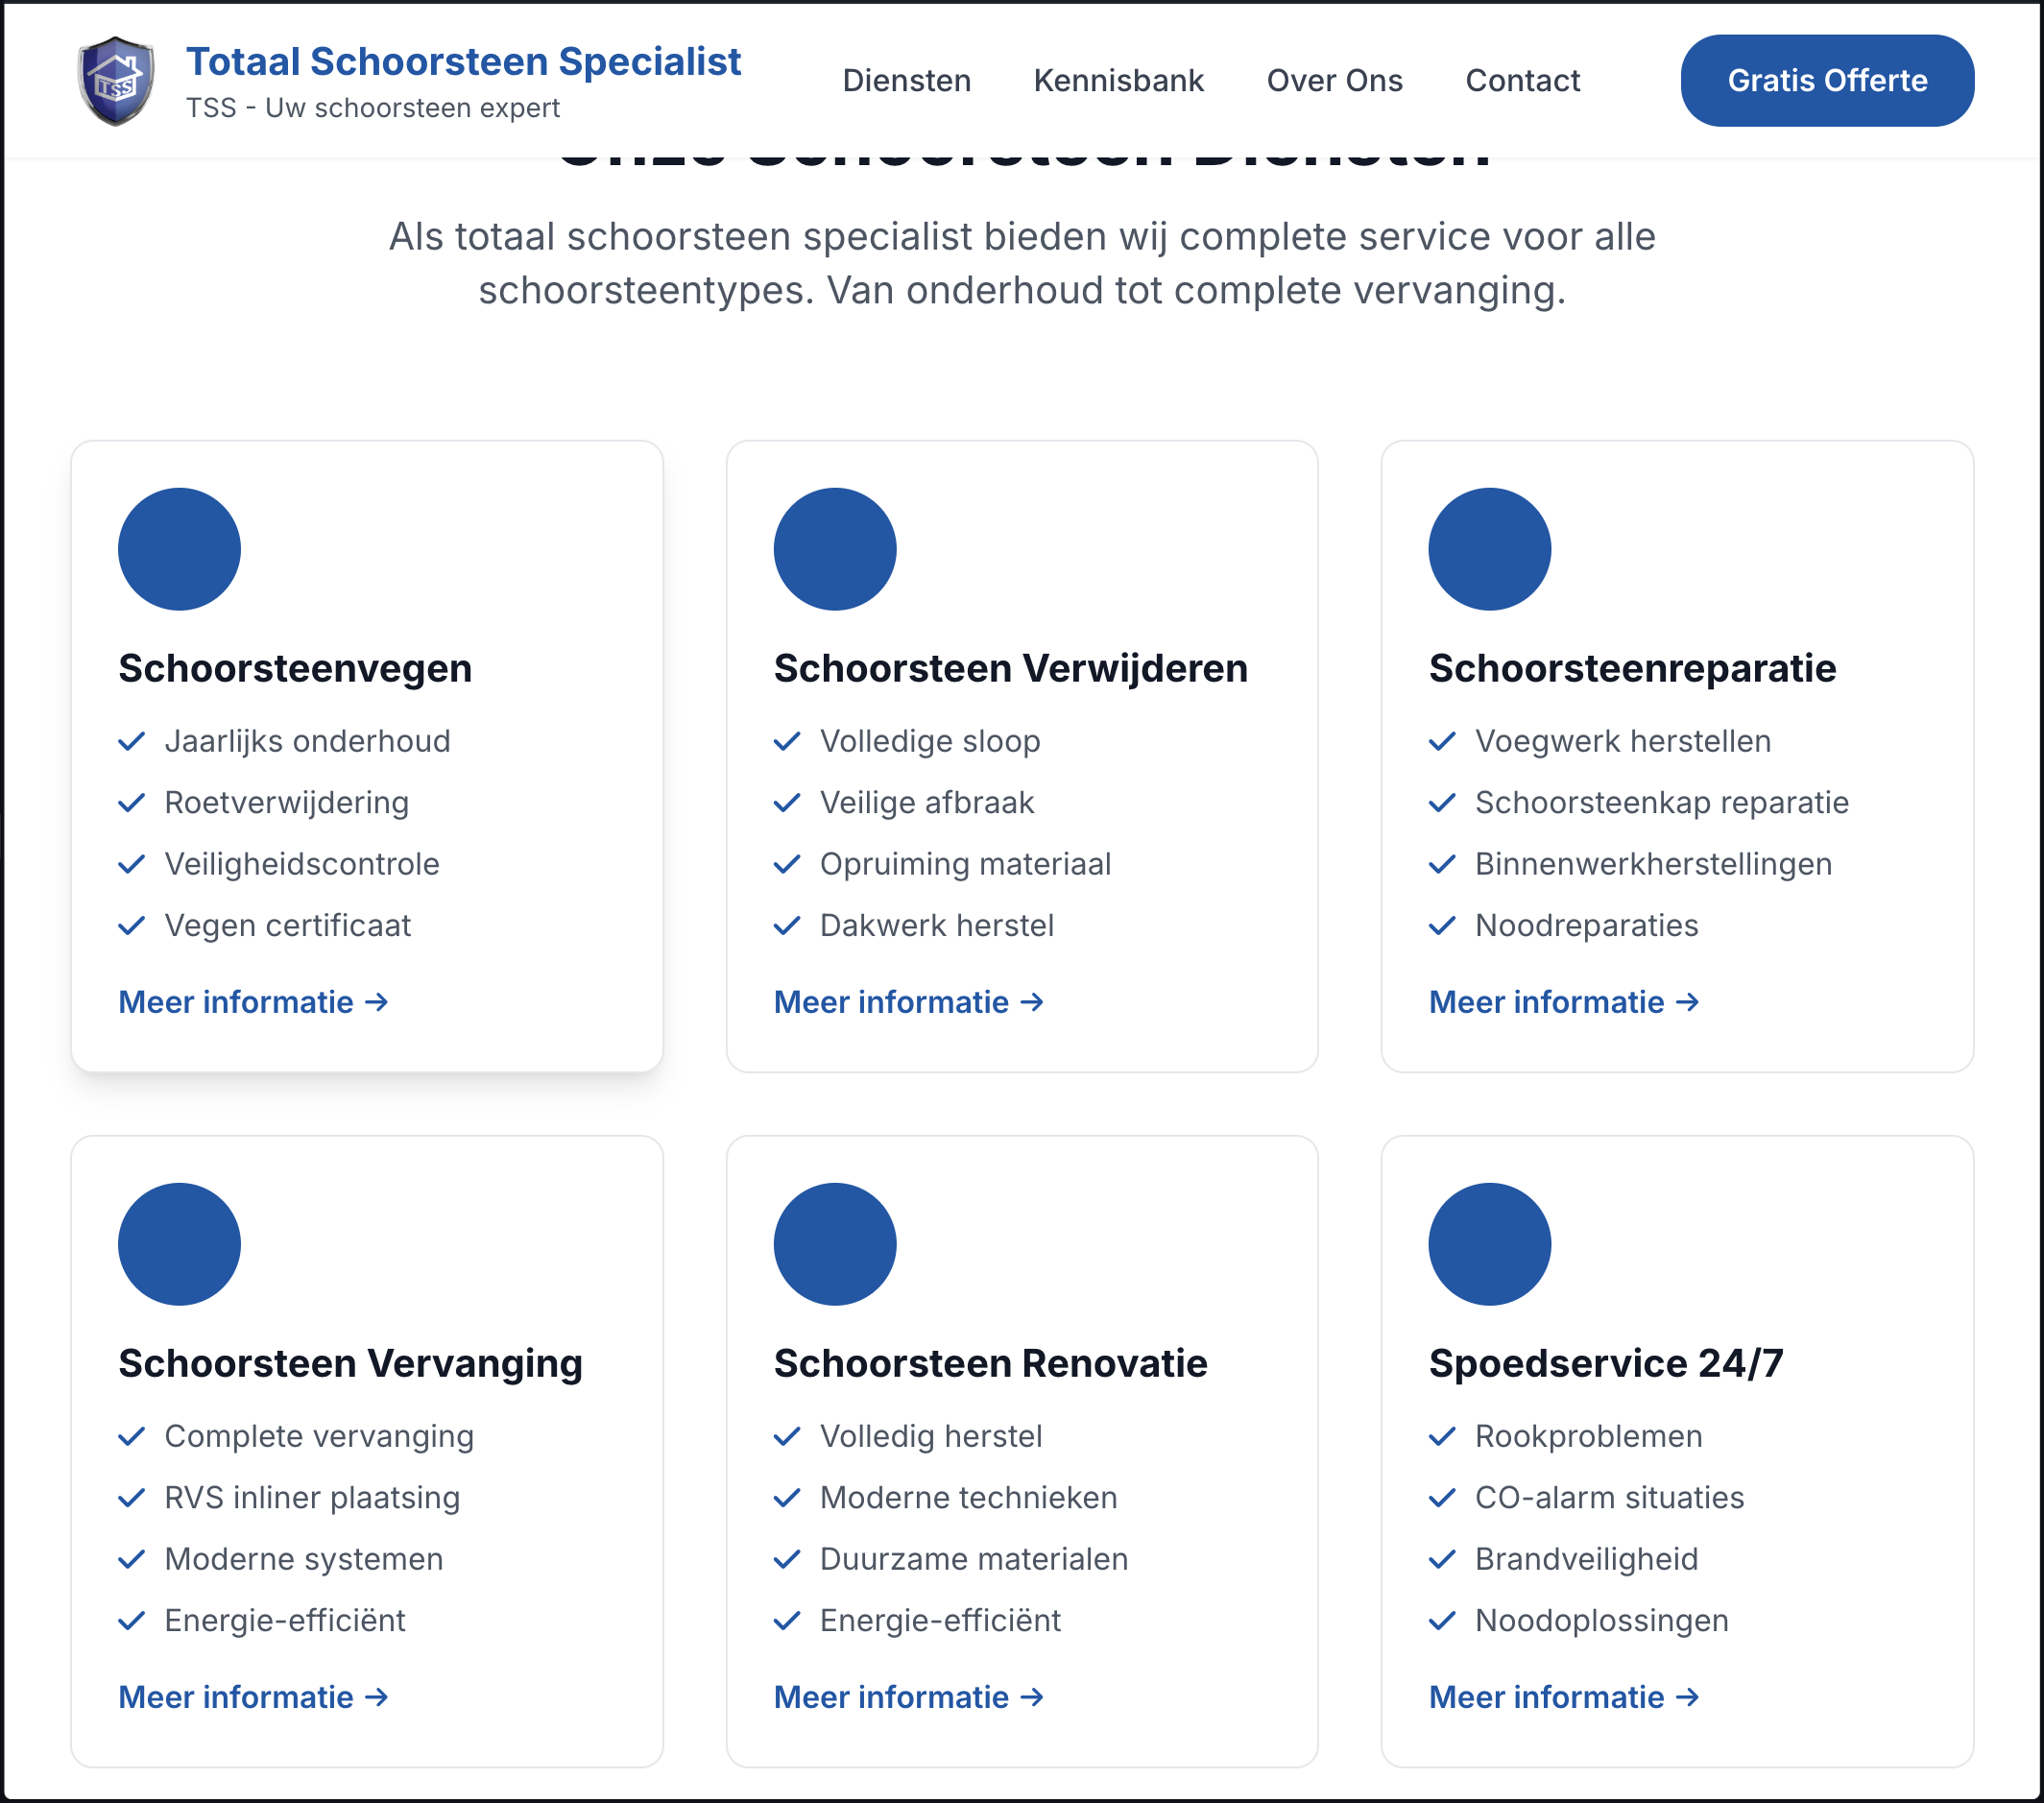 TSS
Totaal Schoorsteen Specialist
TSS - Uw schoorsteen expert
Diensten
Kennisbank
Over Ons
Contact
Gratis Offerte
Onze Schoorsteen Diensten
Als totaal schoorsteen specialist bieden wij complete service voor alle
schoorsteentypes. Van onderhoud tot complete vervanging.
Schoorsteenvegen
Jaarlijks onderhoud
Roetverwijdering
Veiligheidscontrole
Vegen certificaat
Meer informatie →
Schoorsteen Verwijderen
Volledige sloop
Veilige afbraak
Opruiming materiaal
Dakwerk herstel
Meer informatie →
Schoorsteenreparatie
Voegwerk herstellen
Schoorsteenkap reparatie
Binnenwerkherstellingen
Noodreparaties
Meer informatie →
Schoorsteen Vervanging
Complete vervanging
RVS inliner plaatsing
Moderne systemen
Energie-efficiënt
Meer informatie →
Schoorsteen Renovatie
Volledig herstel
Moderne technieken
Duurzame materialen
Energie-efficiënt
Meer informatie →
Spoedservice 24/7
Rookproblemen
CO-alarm situaties
Brandveiligheid
Noodoplossingen
Meer informatie →